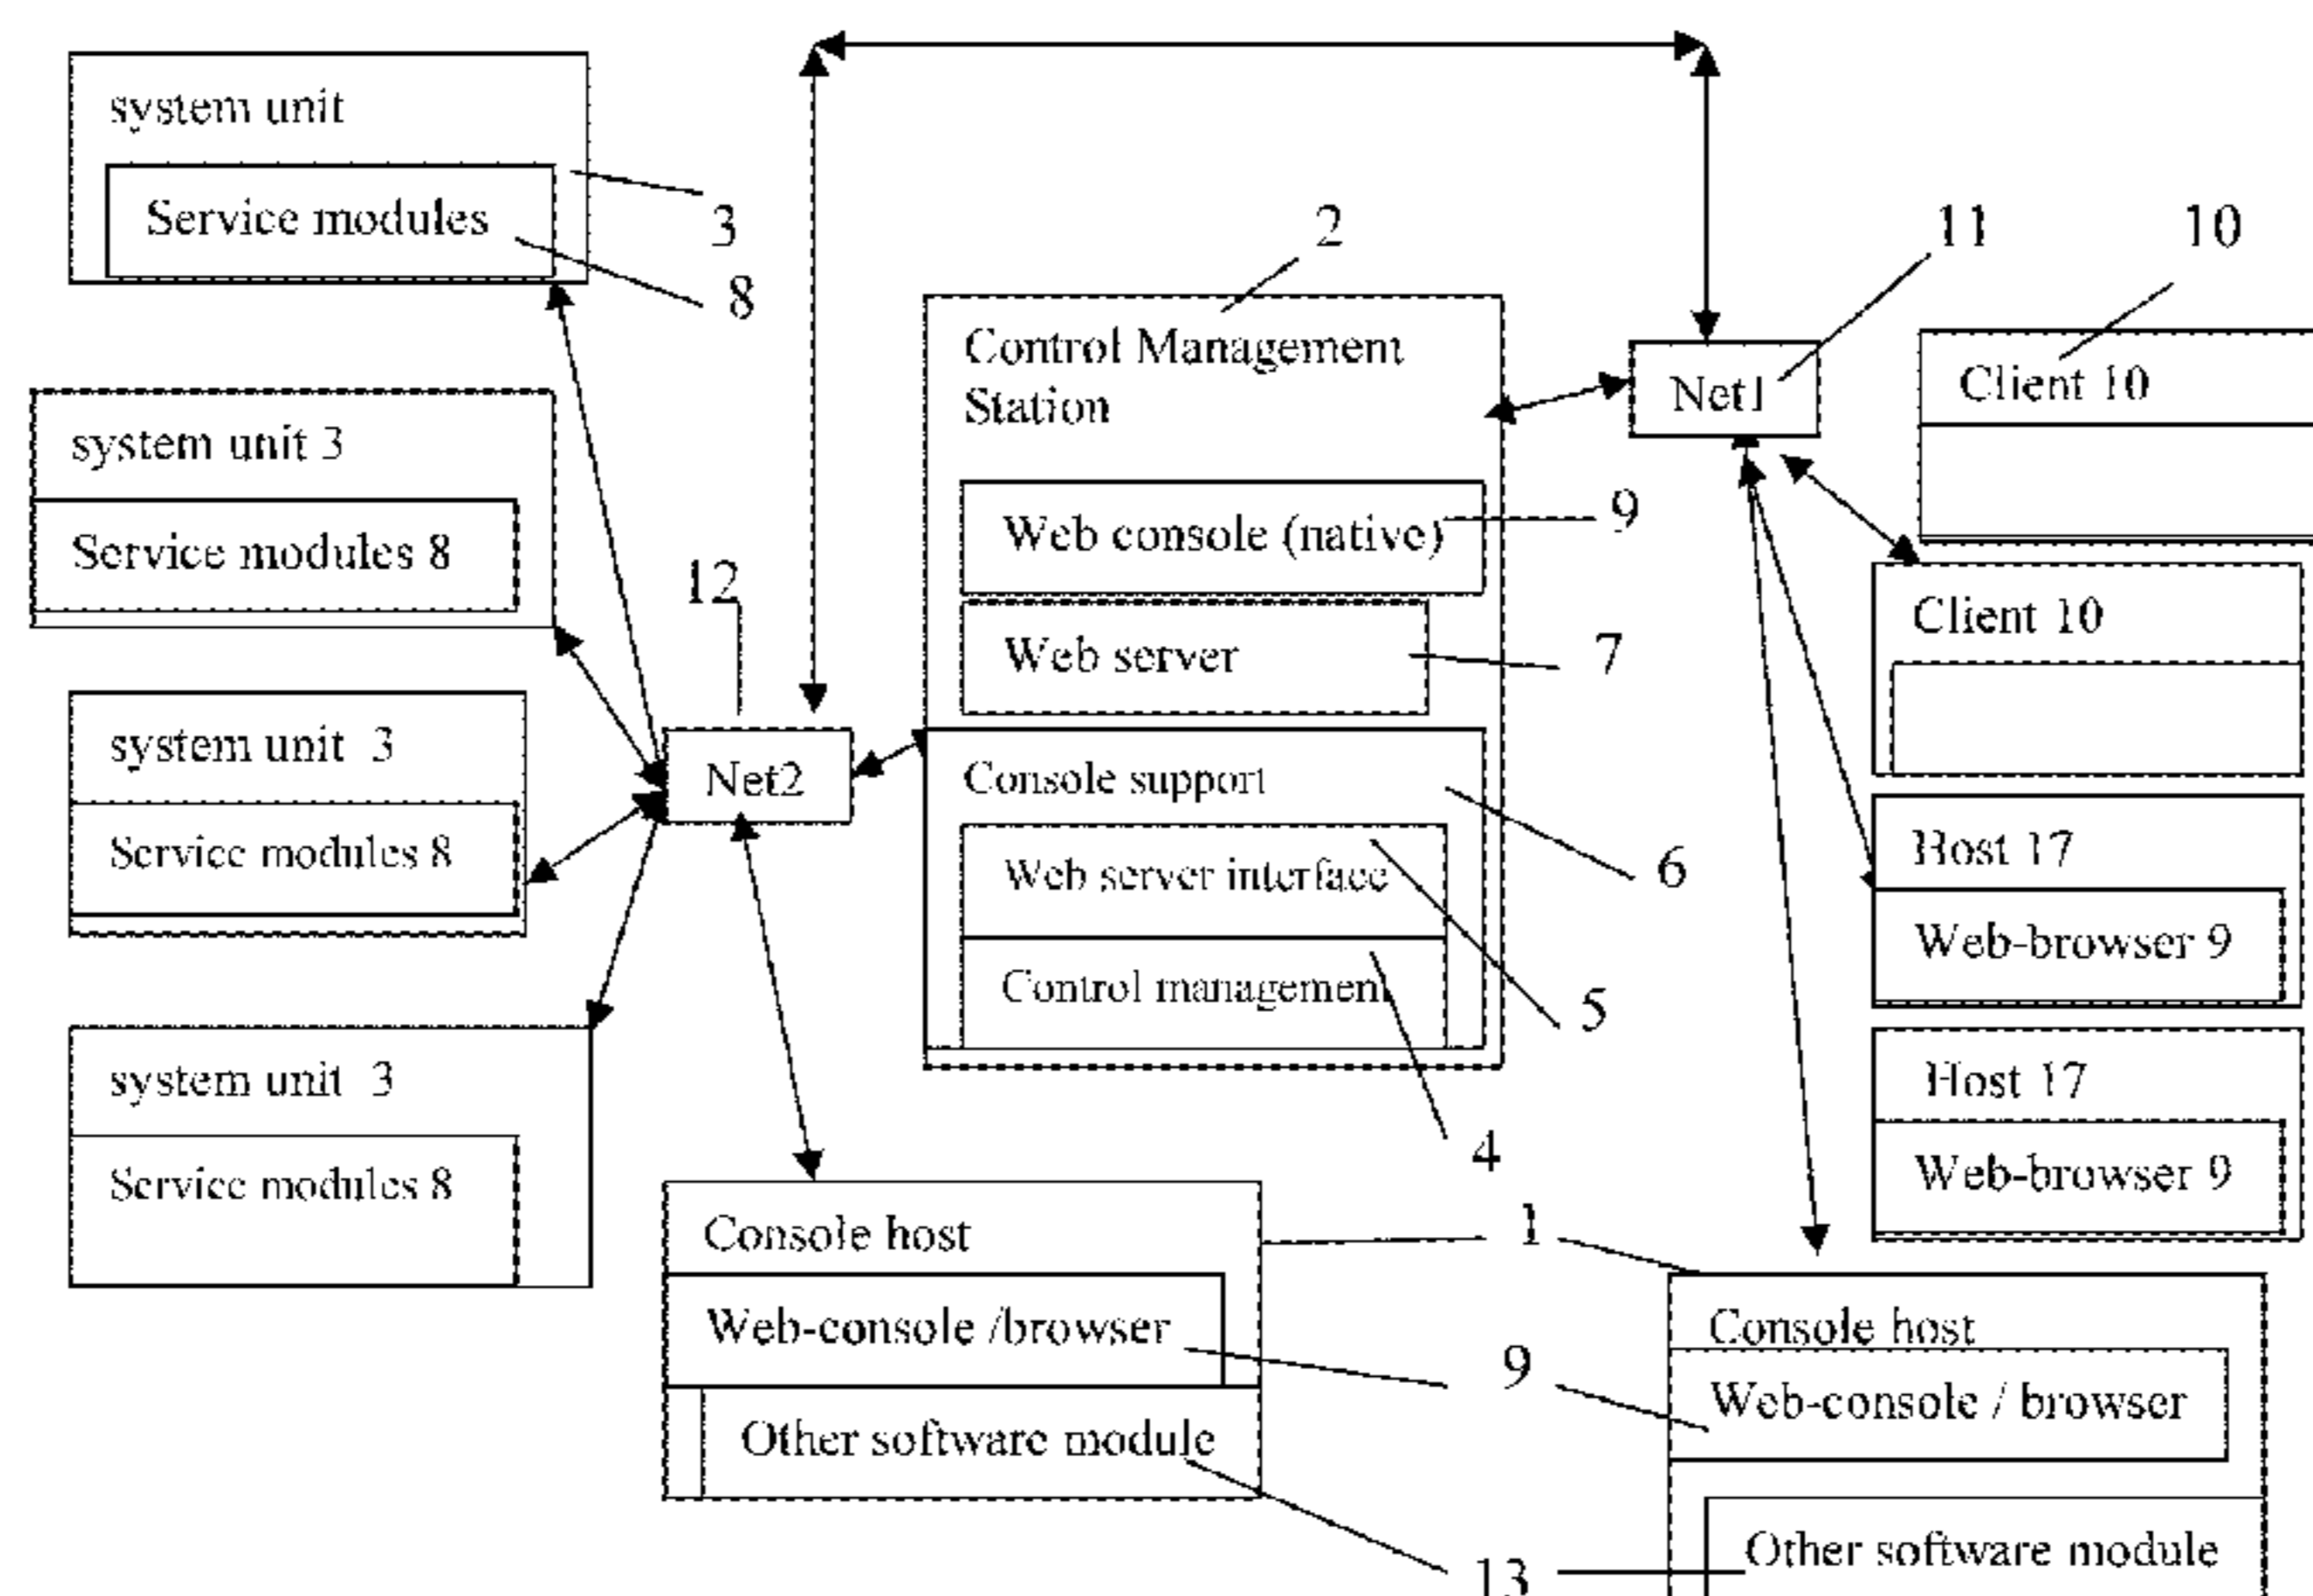 system unit
Service modules
3
8
system unit 3
Service modules 8
12
system unit 3
Service modules 8
Net2
system unit 3
Service modules 8
2
Control Management
Station
Web console (native)
9
Web server
7
Console support
6
Web server interface
5
Control management
4
11
10
Net1
Client 10
Client 10
Host 17
Web-browser 9
Host 17
Web-browser 9
Console host
1
Web-console /browser
9
Other software module
13
Console host
Web-console / browser
Other software module